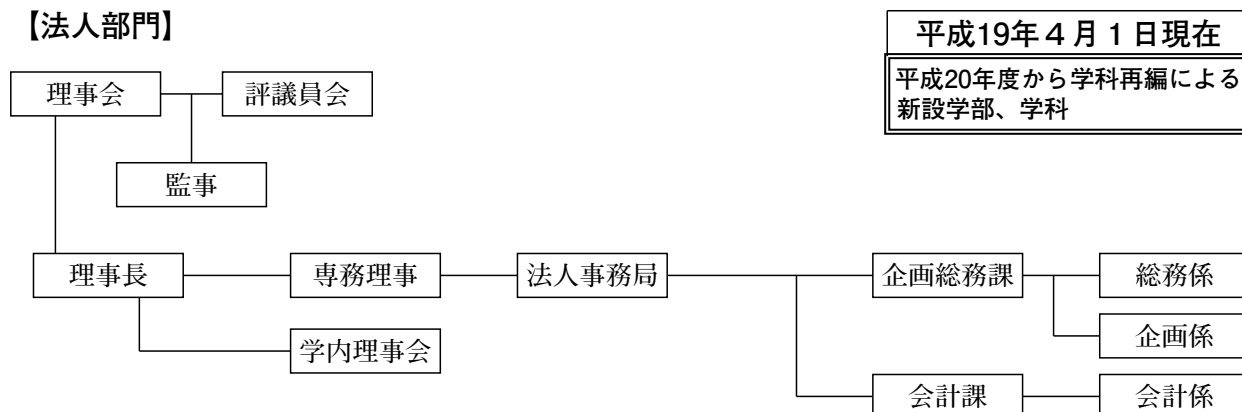 【法人部門】
平成19年４月１日現在
平成20年度から学科再編による
新設学部、学科
理事会
評議員会
監事
理事長
専務理事
法人事務局
企画総務課
総務係
学内理事会
企画係
会計課
会計係